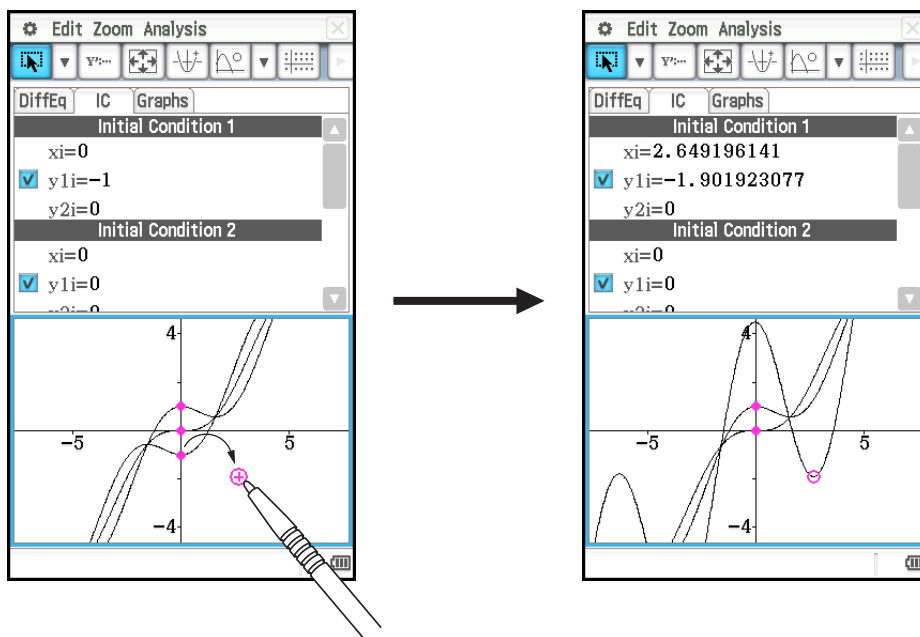 Edit Zoom Analysis
DiffEq IC Graphs
Initial Condition 1
xi=0
y1i=-1
y2i=0
Initial Condition 2
xi=0
y1i=0
4
-5
5
-4
Edit Zoom Analysis
DiffEq IC Graphs
Initial Condition 1
xi=2.649196141
y1i=-1.901923077
y2i=0
Initial Condition 2
xi=0
y1i=0
4
-5
5
-4